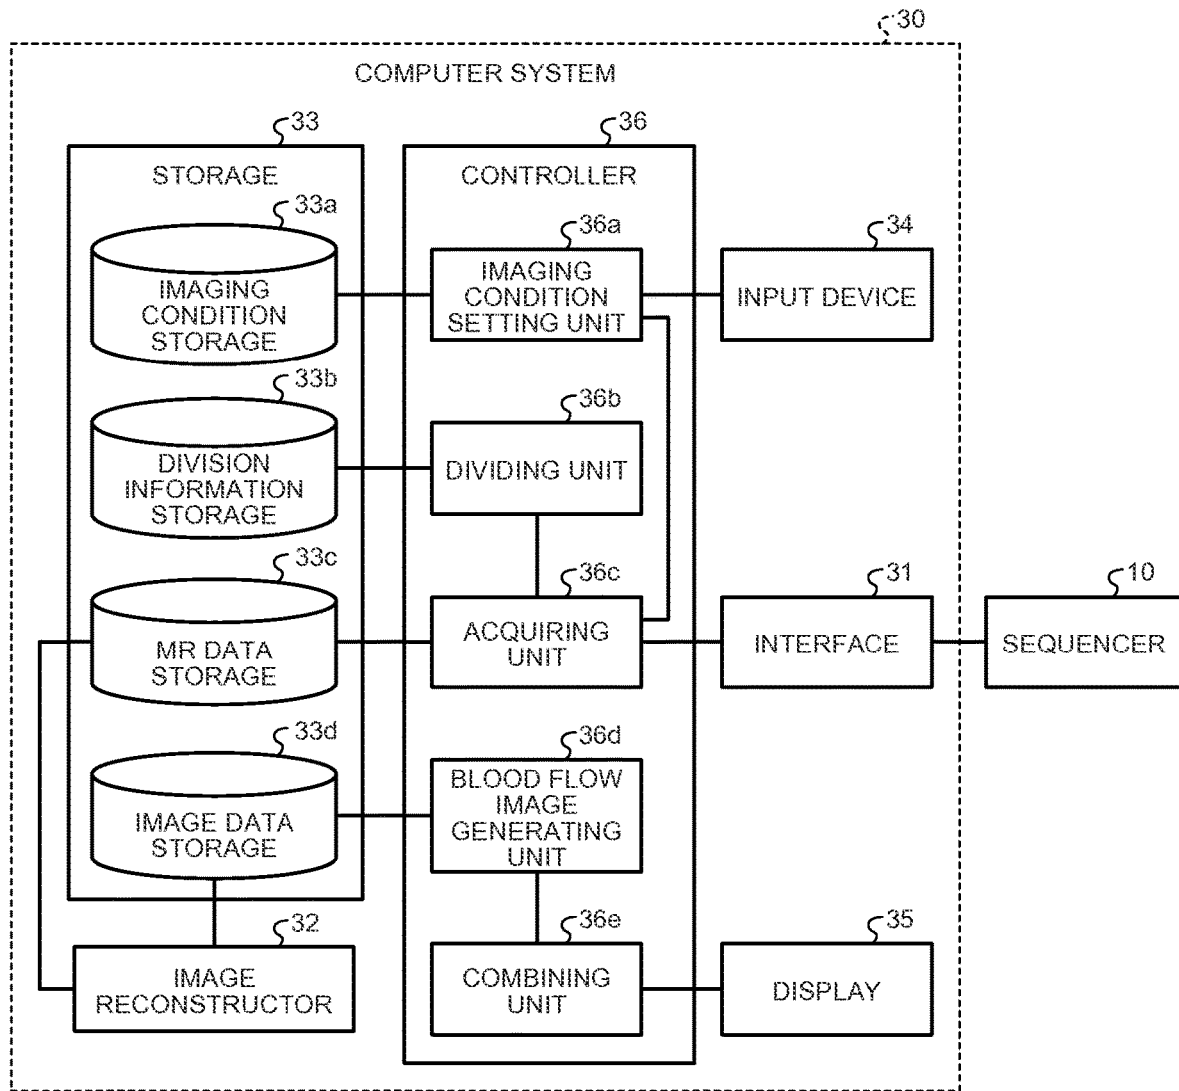 30
COMPUTER SYSTEM
33
36
STORAGE
CONTROLLER
33a
36a
34
IMAGING
CONDITION
STORAGE
IMAGING
CONDITION
SETTING UNIT
INPUT DEVICE
33b
36b
DIVISION
INFORMATION
STORAGE
DIVIDING UNIT
33c
36c
31
10
MR DATA
STORAGE
ACQUIRING
UNIT
INTERFACE
SEQUENCER
33d
36d
IMAGE DATA
STORAGE
BLOOD FLOW
IMAGE
GENERATING
UNIT
32
36e
35
IMAGE
RECONSTRUCTOR
COMBINING
UNIT
DISPLAY